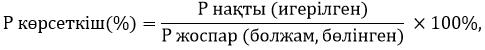 Р көрсеткіш(%) = Р нақты (игерілген) / Р жоспар (болжам, бөлінген) × 100%,